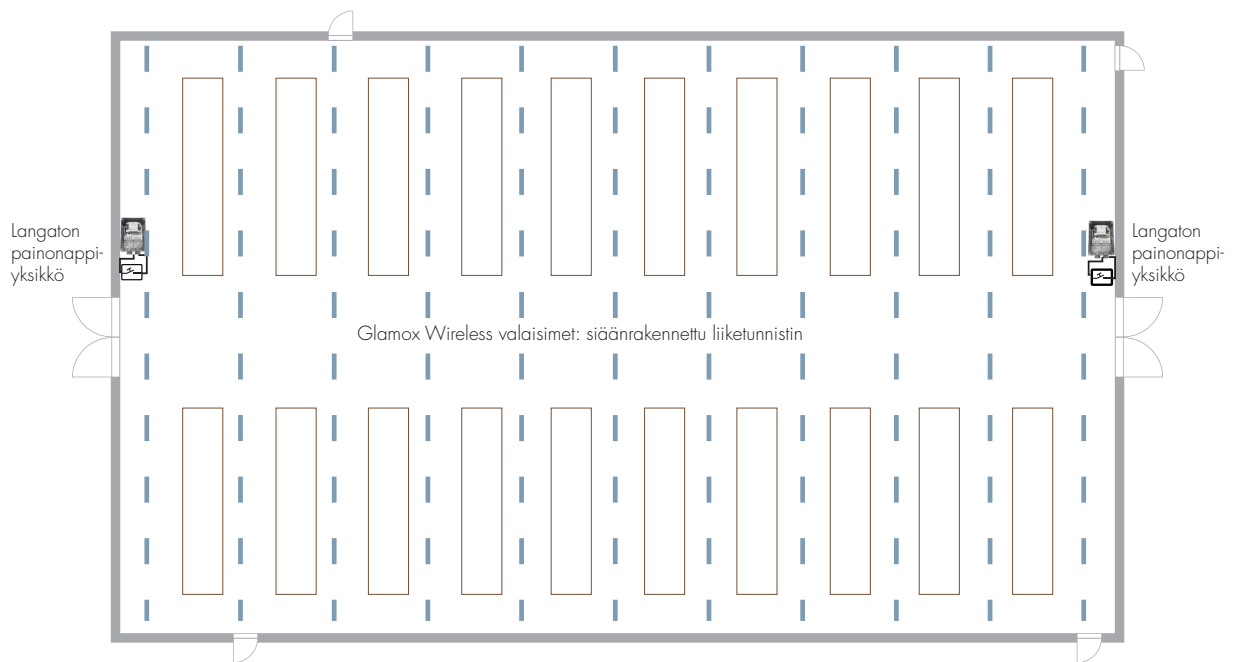 Langaton
painonappi-
yksikkö
Langaton
painonappi-
yksikkö
Glamox Wireless valaisimet: siäänrakennettu liiketunnistin